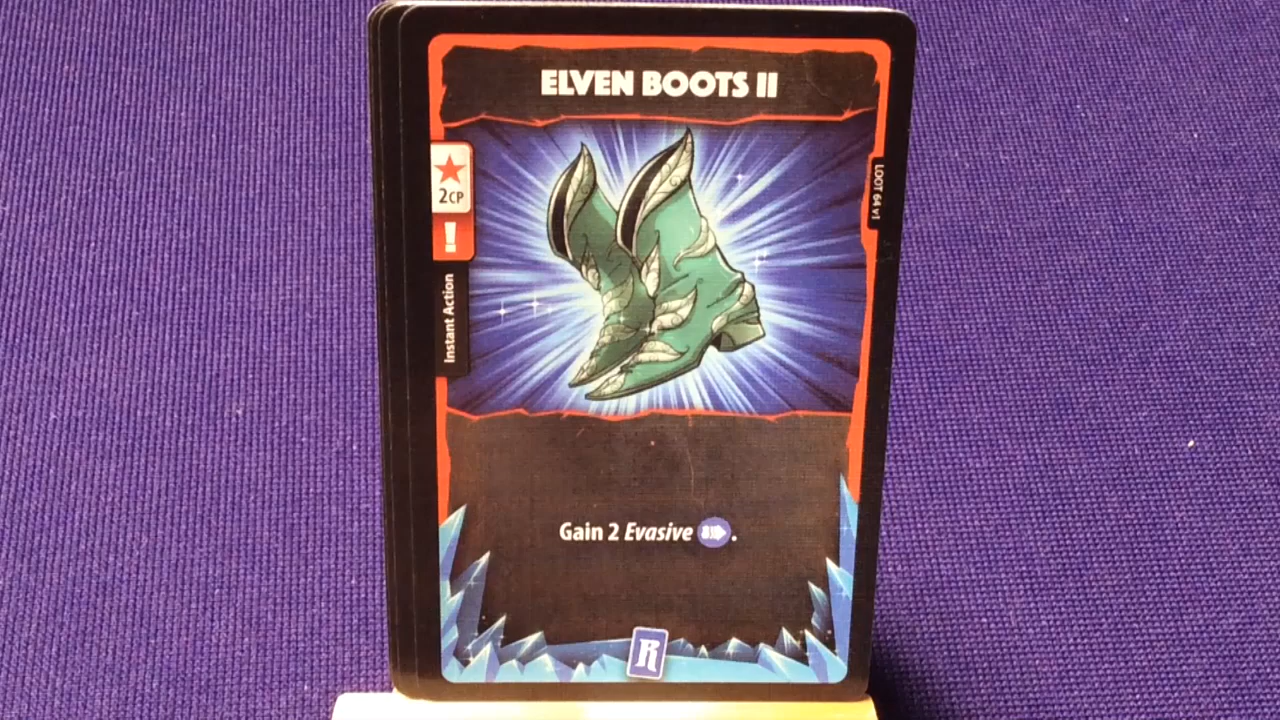 ELVEN BOOTS II
2CP
!
Instant Action
LOOT 64 v1
Gain 2 Evasive .
R